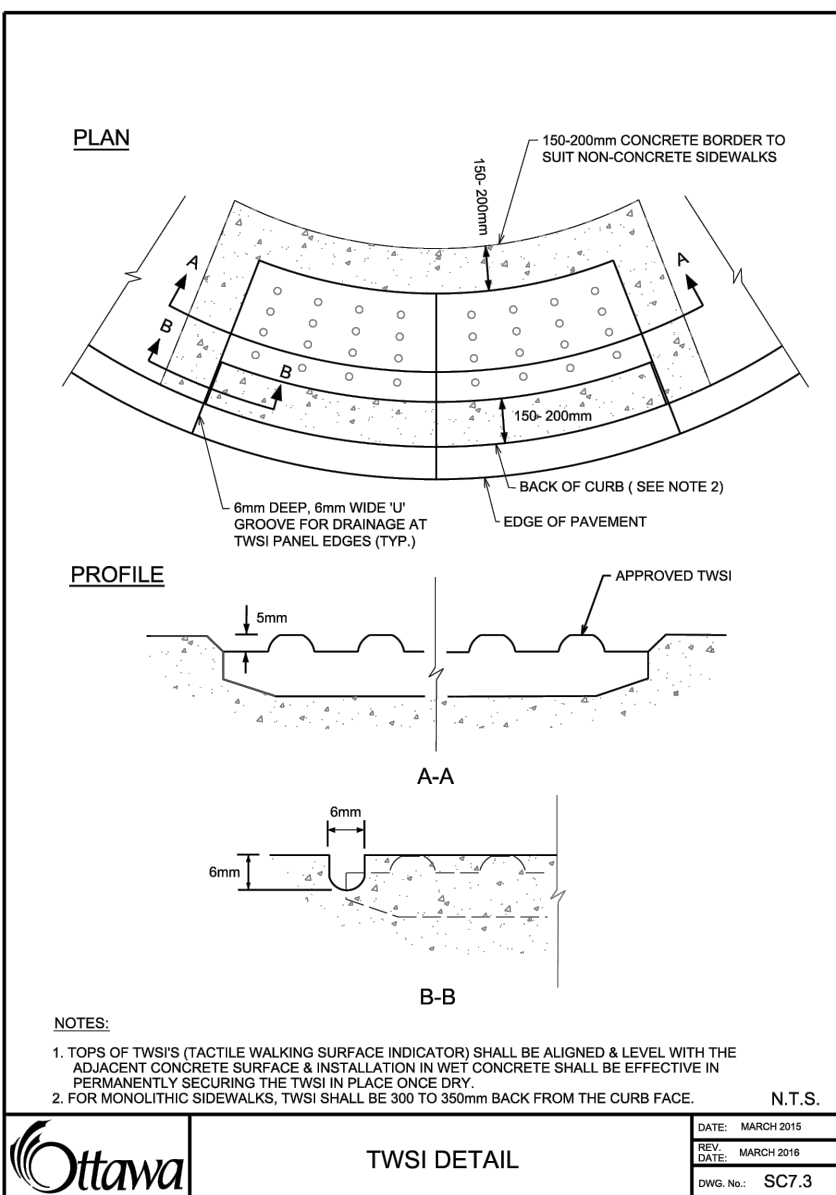 PLAN
150-200mm CONCRETE BORDER TO
SUIT NON-CONCRETE SIDEWALKS
150- 200mm
A
A
B
B
150- 200mm
BACK OF CURB ( SEE NOTE 2)
6mm DEEP, 6mm WIDE 'U'
GROOVE FOR DRAINAGE AT
TWSI PANEL EDGES (TYP.)
EDGE OF PAVEMENT
PROFILE
APPROVED TWSI
5mm
A-A
6mm
6mm
B-B
NOTES:
1. TOPS OF TWSI'S (TACTILE WALKING SURFACE INDICATOR) SHALL BE ALIGNED & LEVEL WITH THE
ADJACENT CONCRETE SURFACE & INSTALLATION IN WET CONCRETE SHALL BE EFFECTIVE IN
PERMANENTLY SECURING THE TWSI IN PLACE ONCE DRY.
2. FOR MONOLITHIC SIDEWALKS, TWSI SHALL BE 300 TO 350mm BACK FROM THE CURB FACE.
N.T.S.
Ottawa
TWSI DETAIL
DATE: MARCH 2015
REV.
DATE: MARCH 2016
DWG. No.: SC7.3